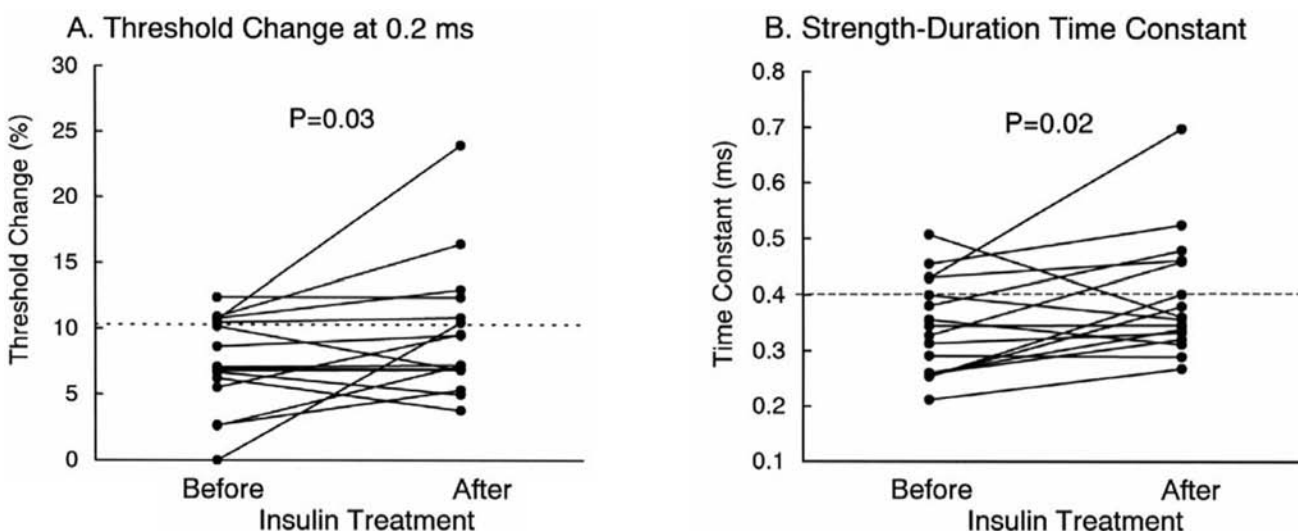 A. Threshold Change at 0.2 ms
30
25
20
15
10
5
0
Threshold Change (%)
P=0.03
Before
After
Insulin Treatment
B. Strength-Duration Time Constant
0.8
0.7
0.6
0.5
0.4
0.3
0.2
0.1
Time Constant (ms)
P=0.02
Before
After
Insulin Treatment